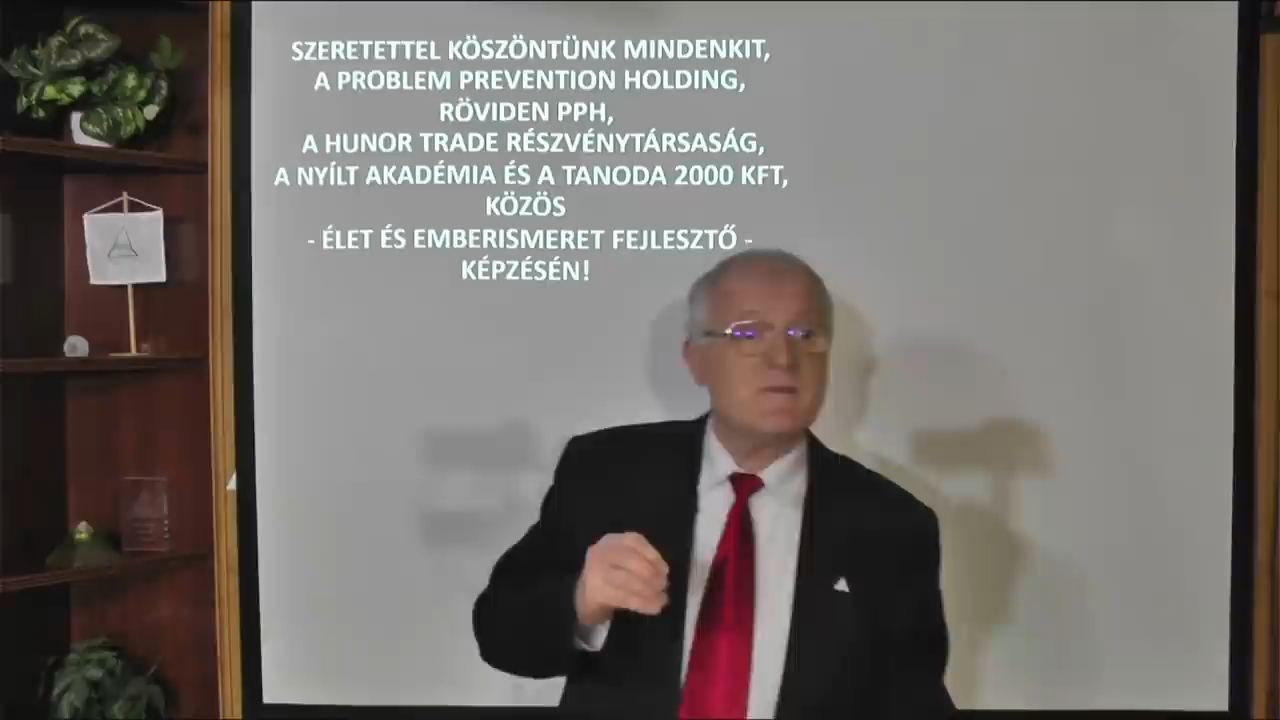 SZERETETTEL KÖSZÖNTÜNK MINDENKIT,
A PROBLEM PREVENTION HOLDING,
RÖVIDEN PPH,
A HUNOR TRADE RÉSZVÉNYTÁRSASÁG,
A NYÍLT AKADÉMIA ÉS A TANODA 2000 KFT,
KÖZÖS
- ÉLET ÉS EMBERISMERET FEJLESZTŐ -
KÉPZÉSÉN!